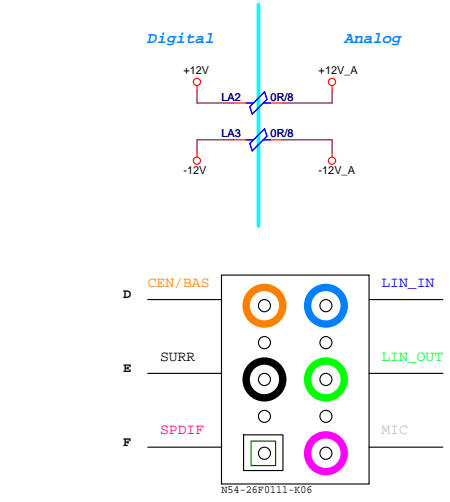 Digital Analog
+12V +12V_A
LA2 0R/8
LA3 0R/8
-12V -12V_A
CEN/BAS LIN_IN
D
SURR LIN_OUT
E
SPDIF MIC
F
N54-26F0111-K06